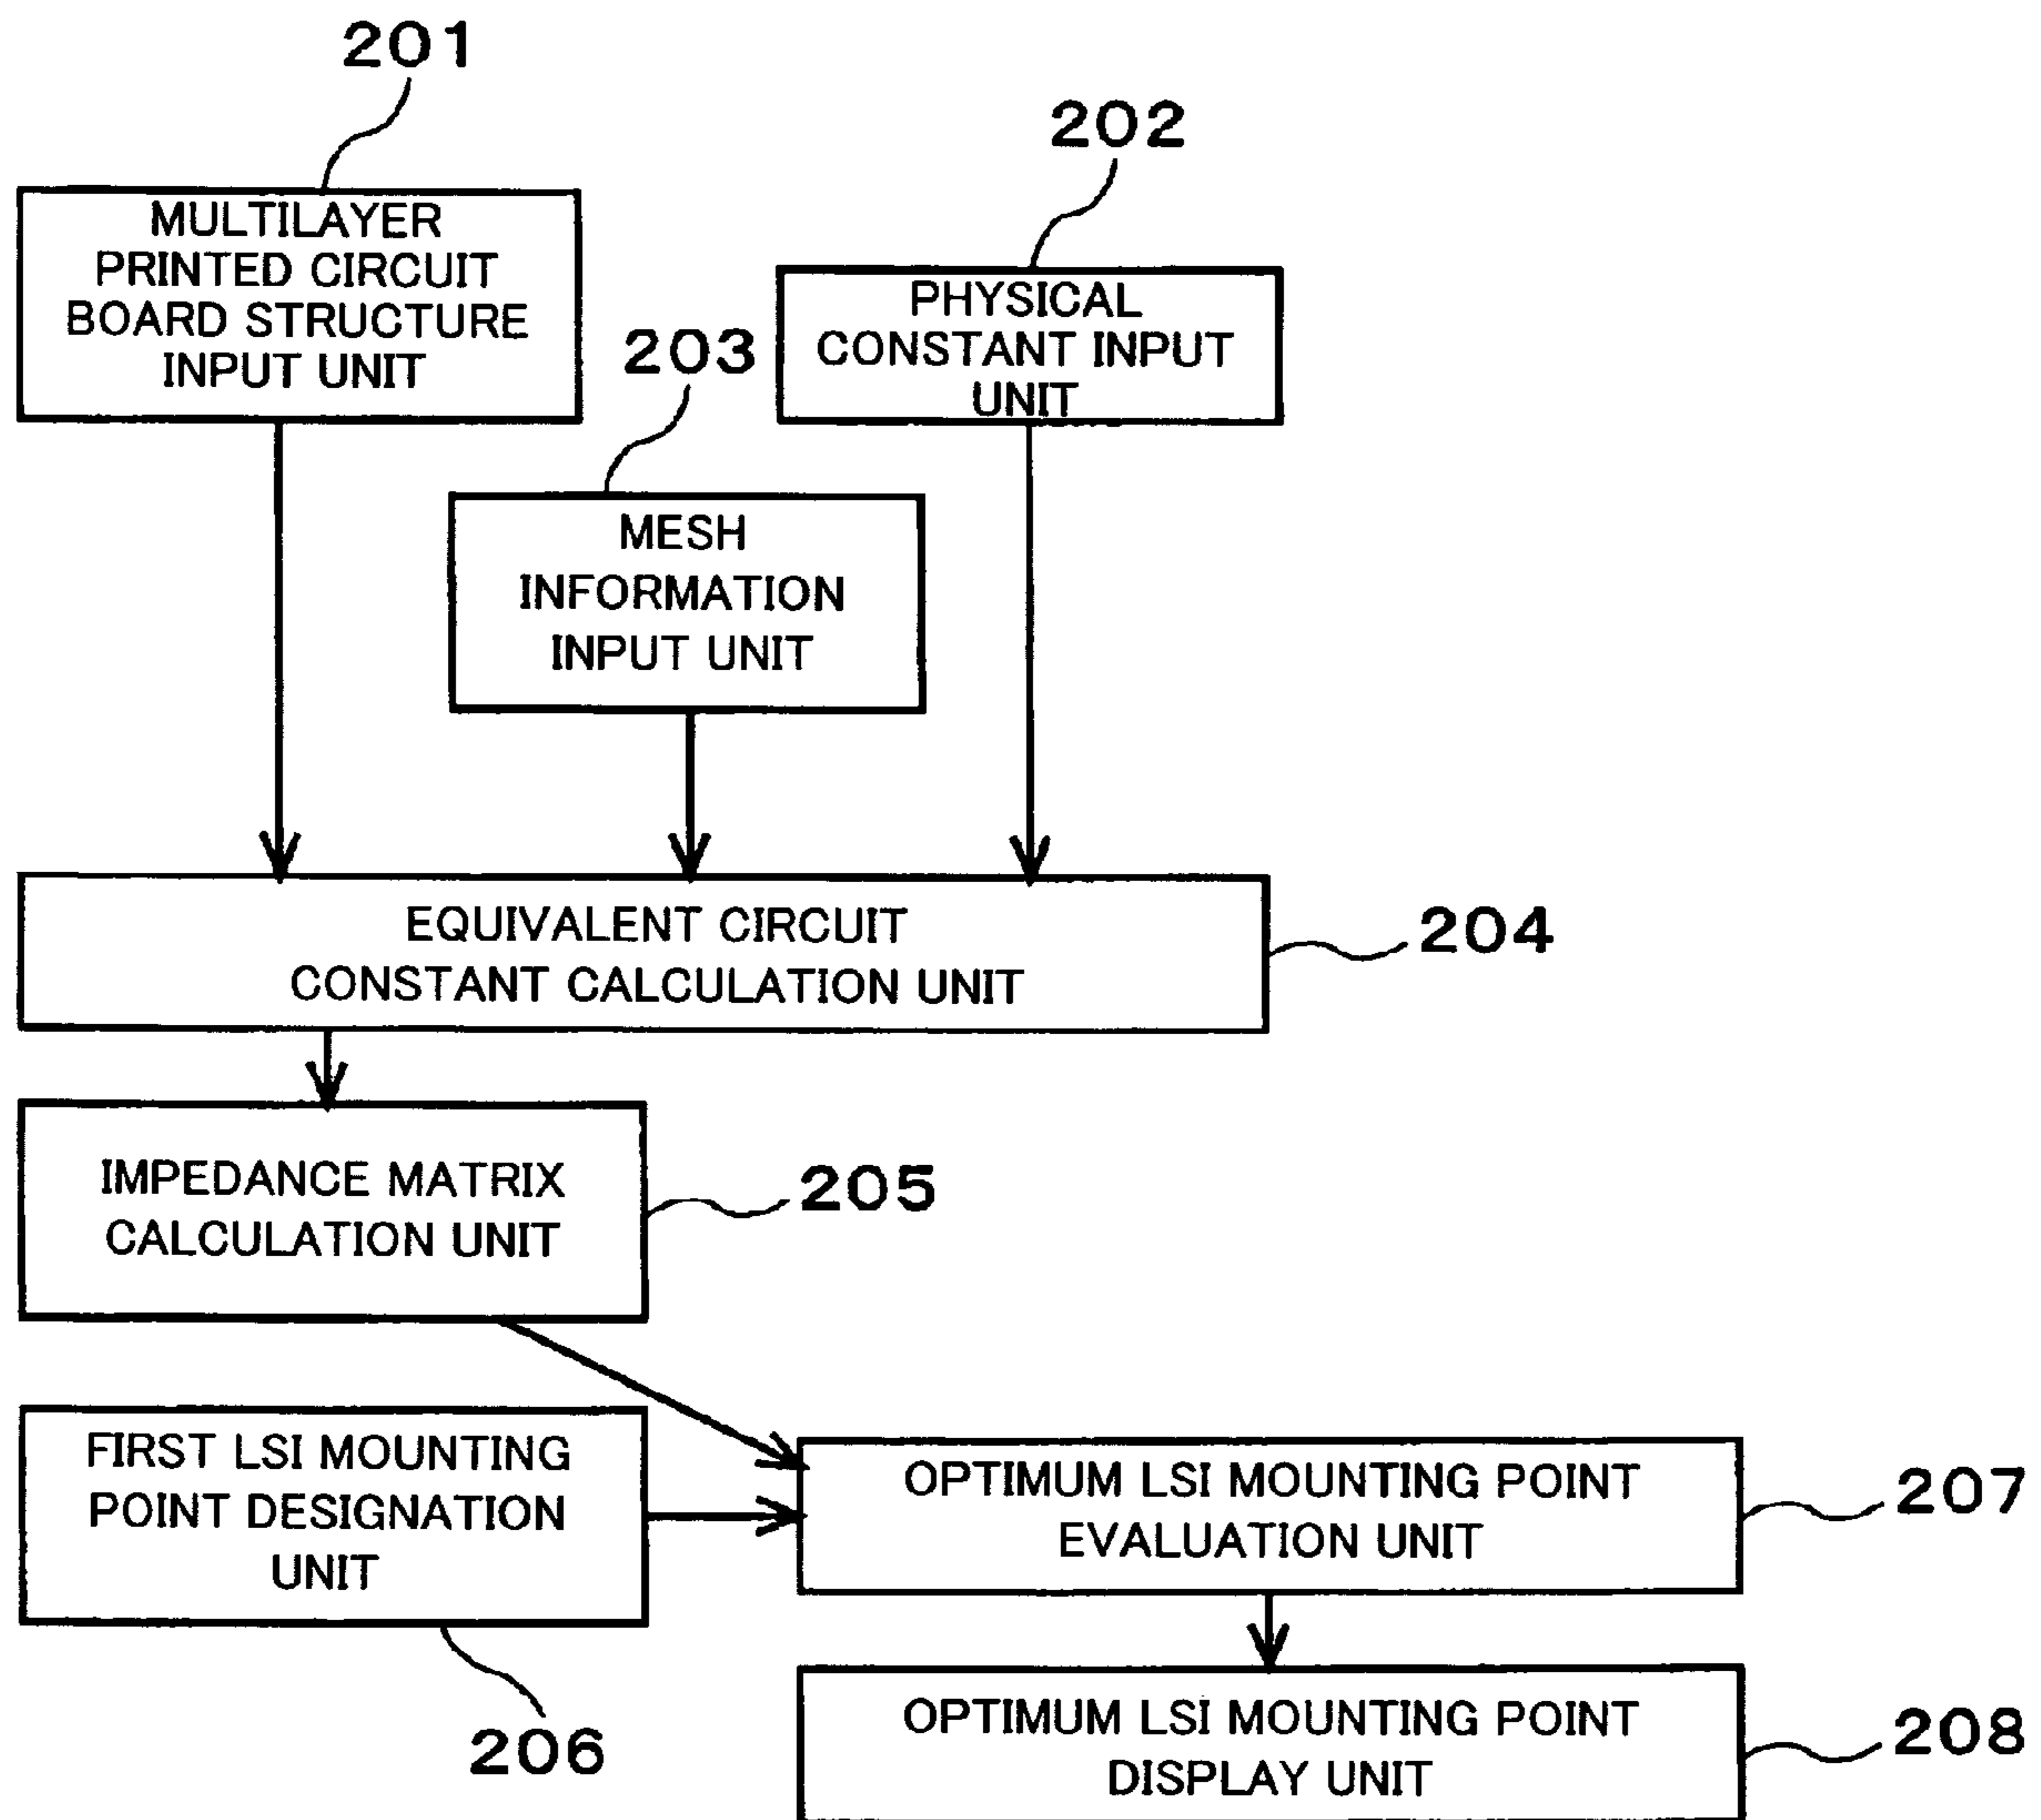 201
MULTILAYER
PRINTED CIRCUIT
BOARD STRUCTURE
INPUT UNIT
202
PHYSICAL
CONSTANT INPUT
UNIT
203
MESH
INFORMATION
INPUT UNIT
EQUIVALENT CIRCUIT
CONSTANT CALCULATION UNIT
204
IMPEDANCE MATRIX
CALCULATION UNIT
205
FIRST LSI MOUNTING
POINT DESIGNATION
UNIT
206
OPTIMUM LSI MOUNTING POINT
EVALUATION UNIT
207
OPTIMUM LSI MOUNTING POINT
DISPLAY UNIT
208